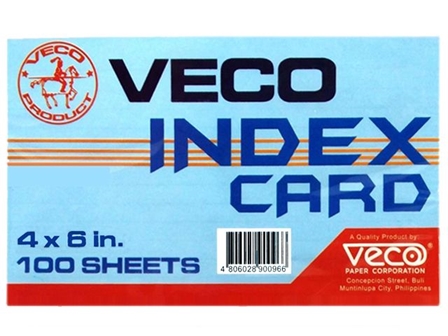 VECO
PRODUCT
VECO
INDEX
CARD
4 x 6 in.
100 SHEETS
4 806028 900966
A Quality Product by:
veco
PAPER CORPORATION
Concepcion Street, Buli
Muntinlupa City, Philippines